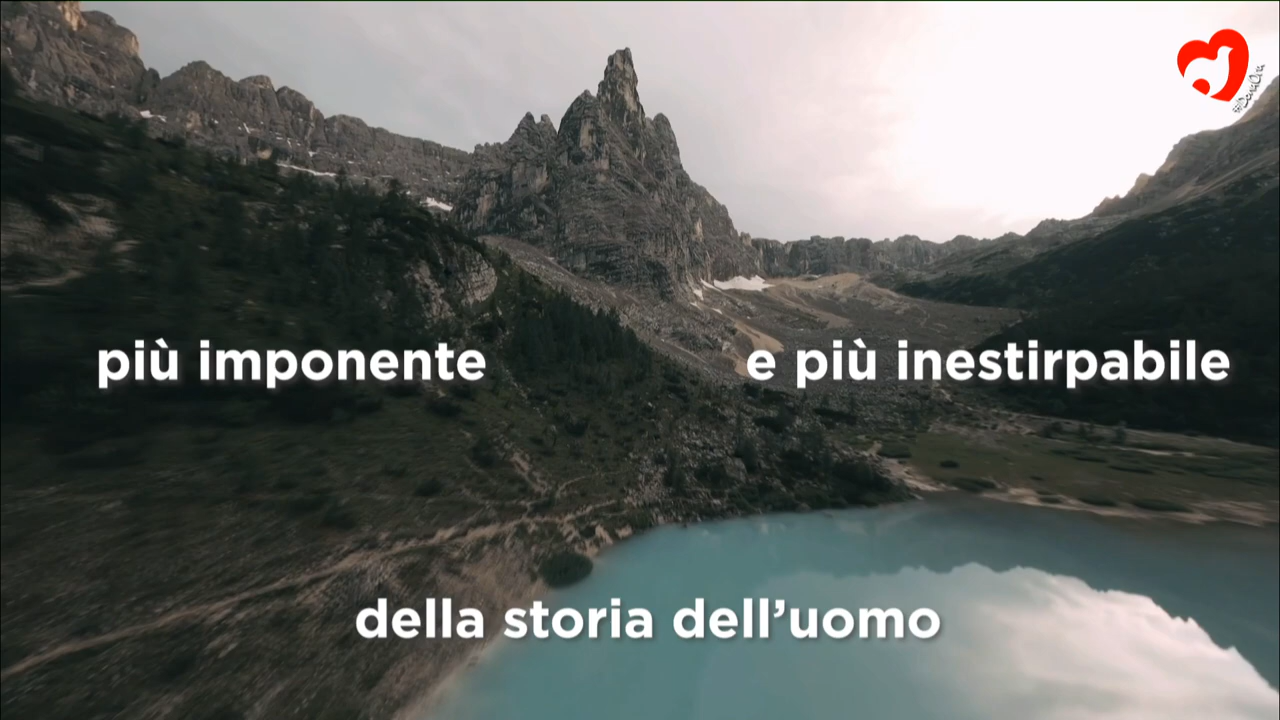 più imponente
e più inestirpabile
della storia dell’uomo